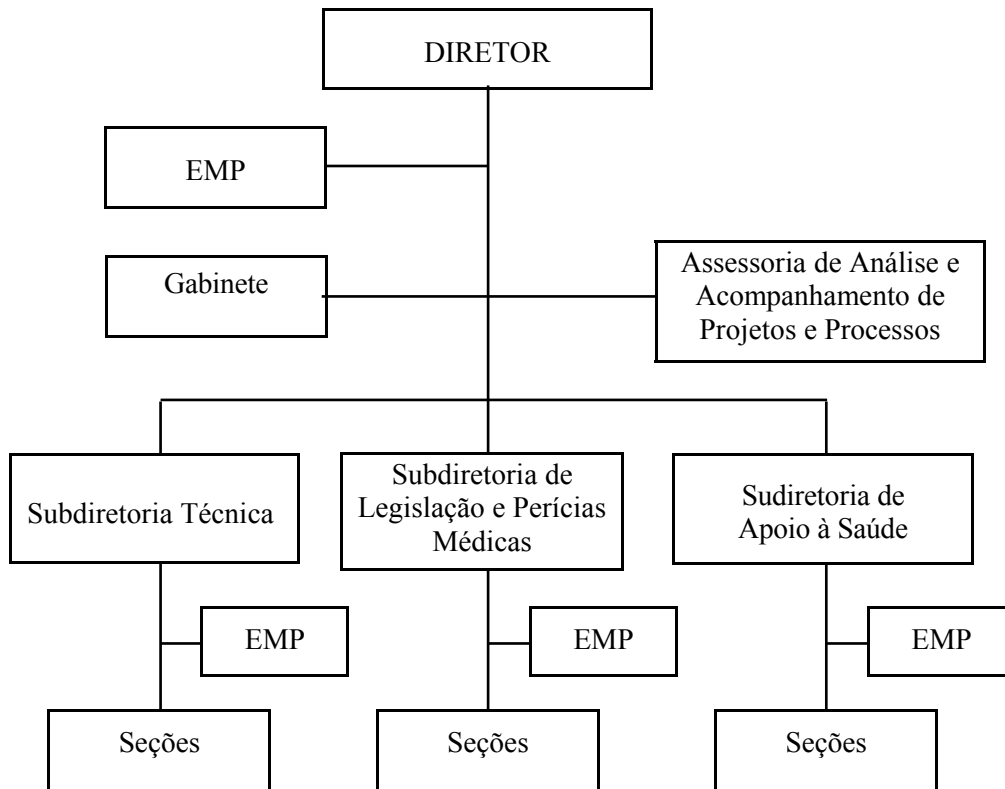 DIRETOR
EMP
Gabinete
Assessoria de Análise e
Acompanhamento de
Projetos e Processos
Subdiretoria Técnica
Subdiretoria de
Legislação e Perícias
Médicas
Sudiretoria de
Apoio à Saúde
EMP
EMP
EMP
Seções
Seções
Seções